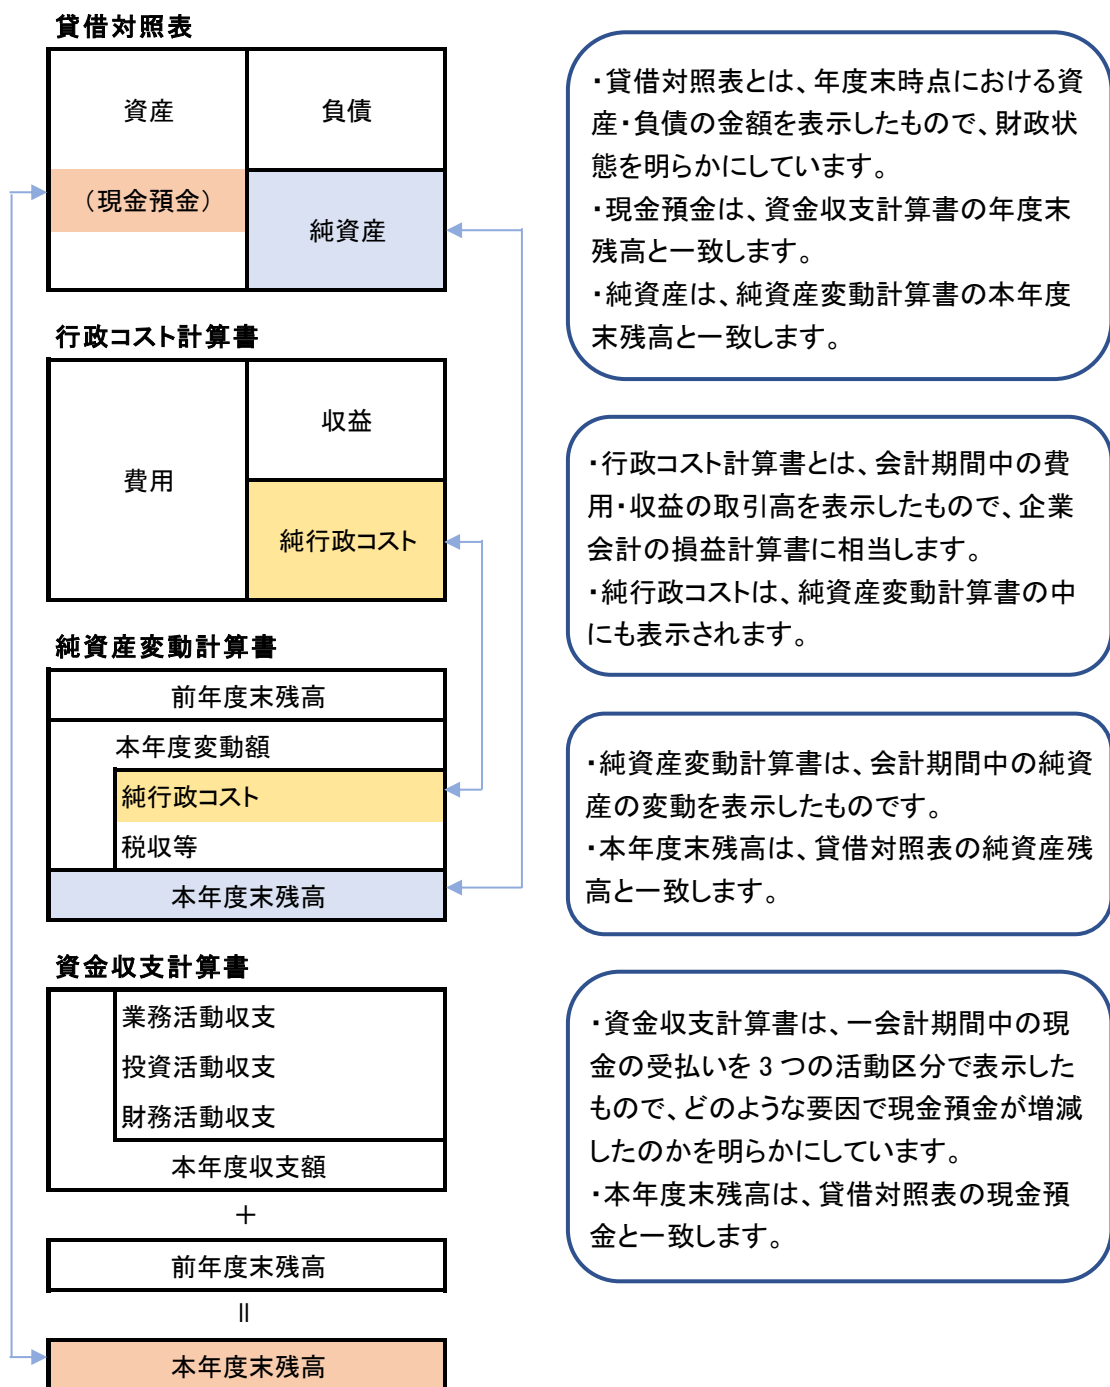 貸借対照表
資産
負債
（現金預金）
純資産
・貸借対照表とは、年度末時点における資
産・負債の金額を表示したもので、財政状
態を明らかにしています。
・現金預金は、資金収支計算書の年度末
残高と一致します。
・純資産は、純資産変動計算書の本年度
末残高と一致します。
行政コスト計算書
費用
収益
純行政コスト
・行政コスト計算書とは、会計期間中の費
用・収益の取引高を表示したもので、企業
会計の損益計算書に相当します。
・純行政コストは、純資産変動計算書の中
にも表示されます。
純資産変動計算書
前年度末残高
本年度変動額
純行政コスト
税収等
本年度末残高
・純資産変動計算書は、会計期間中の純資
産の変動を表示したものです。
・本年度末残高は、貸借対照表の純資産残
高と一致します。
資金収支計算書
業務活動収支
投資活動収支
財務活動収支
本年度収支額
＋
前年度末残高
＝
本年度末残高
・資金収支計算書は、一会計期間中の現
金の受払いを 3 つの活動区分で表示した
もので、どのような要因で現金預金が増減
したのかを明らかにしています。
・本年度末残高は、貸借対照表の現金預
金と一致します。